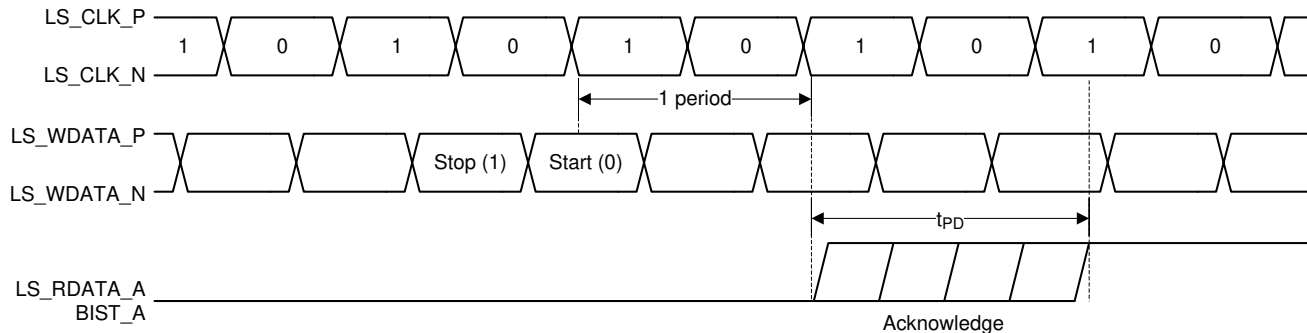 LS_CLK_P
1 0 1 0 1 0 1 0 1 0
LS_CLK_N
1 period
LS_WDATA_P
Stop (1) Start (0)
LS_WDATA_N
tPD
LS_RDATA_A
BIST_A
Acknowledge